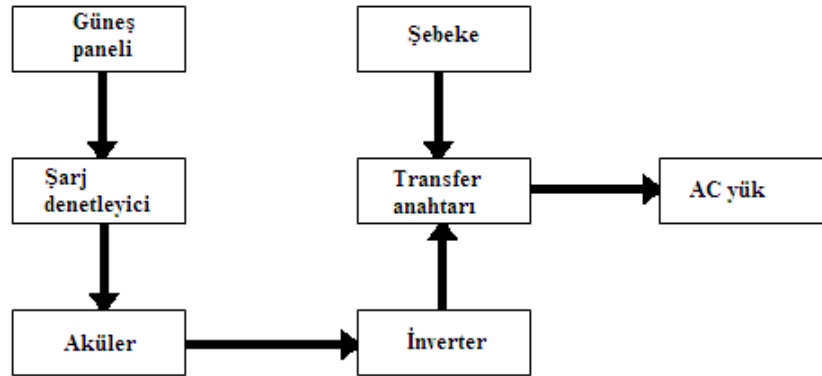 Güneş
paneli
Şebeke
Şarj
denetleyici
Transfer
anahtarı
AC yük
Aküler
İnverter